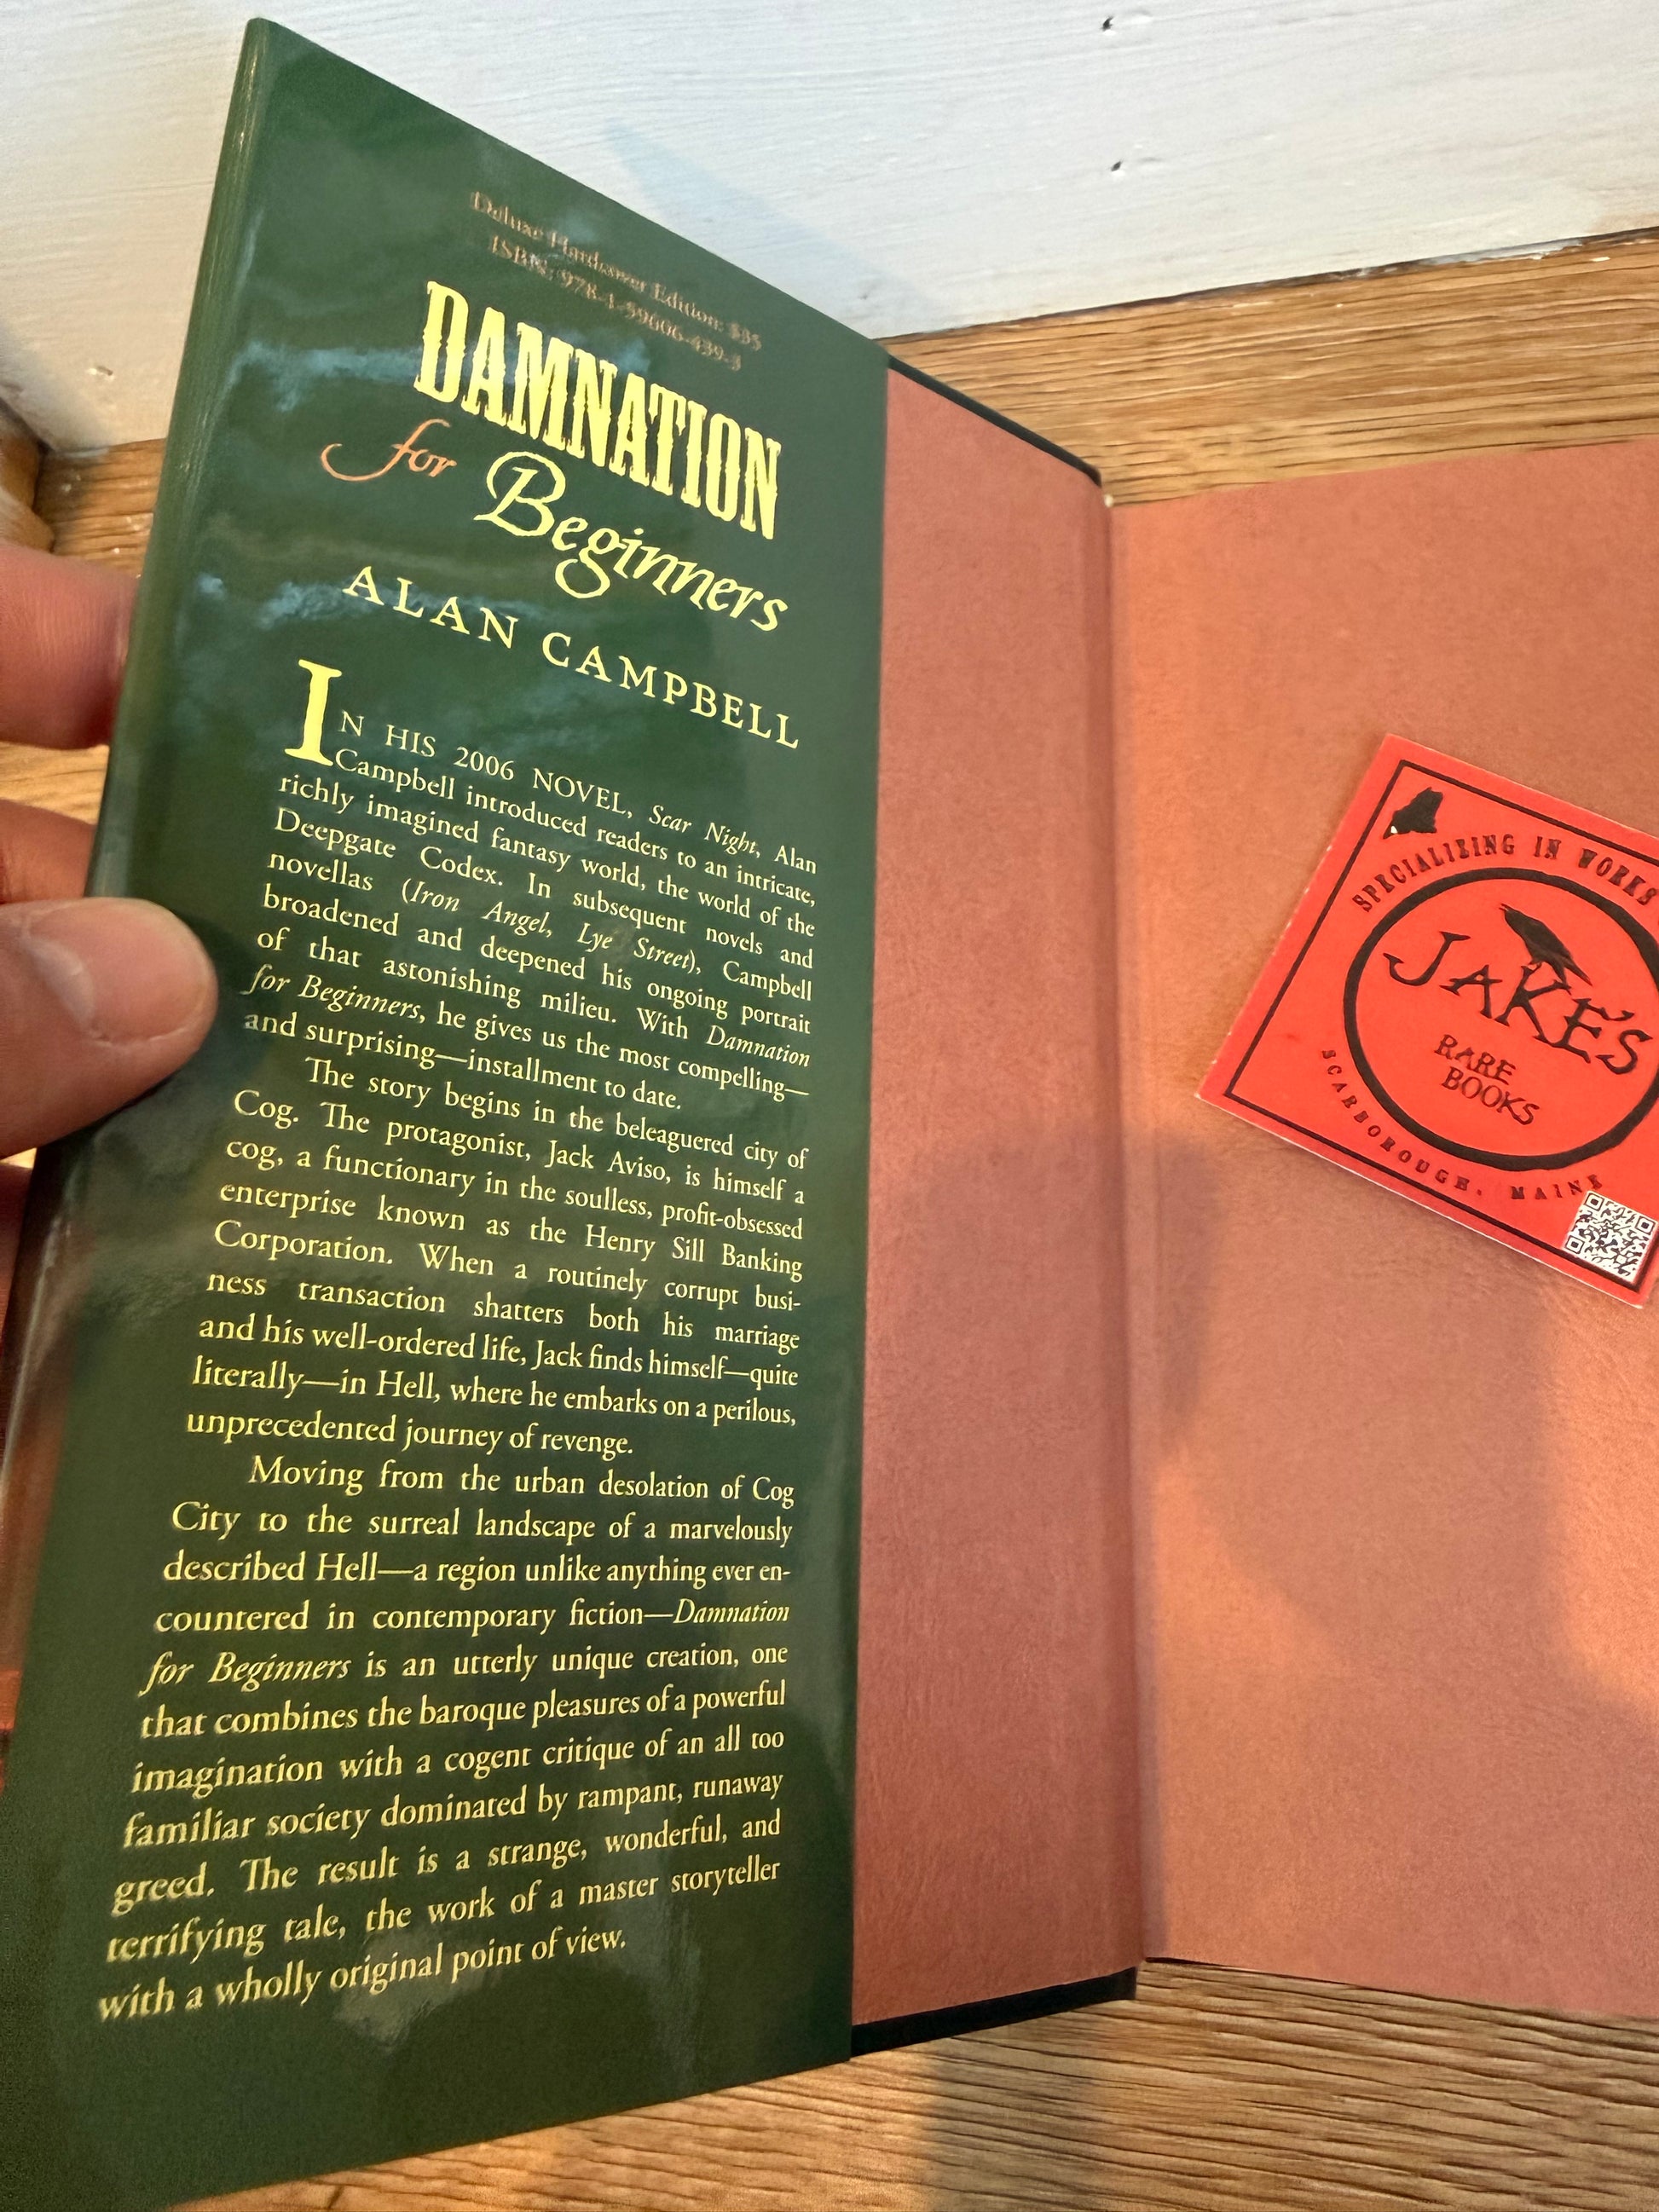 Deluxe Hardcover Edition: $35
ISBN: 978-1-59606-439-3
DAMNATION
for Beginners
ALAN CAMPBELL
IN HIS 2006 NOVEL, Scar Night, Alan
Campbell introduced readers to an intricate,
richly imagined fantasy world, the world of the
Deepgate Codex. In subsequent novels and
novellas (Iron Angel, Lye Street), Campbell
broadened and deepened his ongoing portrait
of that astonishing milieu. With Damnation
for Beginners, he gives us the most compelling—
and surprising—installment to date.
The story begins in the beleaguered city of
Cog. The protagonist, Jack Aviso, is himself a
cog, a functionary in the soulless, profit-obsessed
enterprise known as the Henry Sill Banking
Corporation. When a routinely corrupt busi-
ness transaction shatters both his marriage
and his well-ordered life, Jack finds himself—quite
literally—in Hell, where he embarks on a perilous,
unprecedented journey of revenge.
Moving from the urban desolation of Cog
City to the surreal landscape of a marvelously
described Hell—a region unlike anything ever en-
countered in contemporary fiction—Damnation
for Beginners is an utterly unique creation, one
that combines the baroque pleasures of a powerful
imagination with a cogent critique of an all too
familiar society dominated by rampant, runaway
greed. The result is a strange, wonderful, and
terrifying tale, the work of a master storyteller
with a wholly original point of view.
SPECIALIZING IN WORKS
JAKE'S
RARE
BOOKS
SCARBOROUGH, MAINE